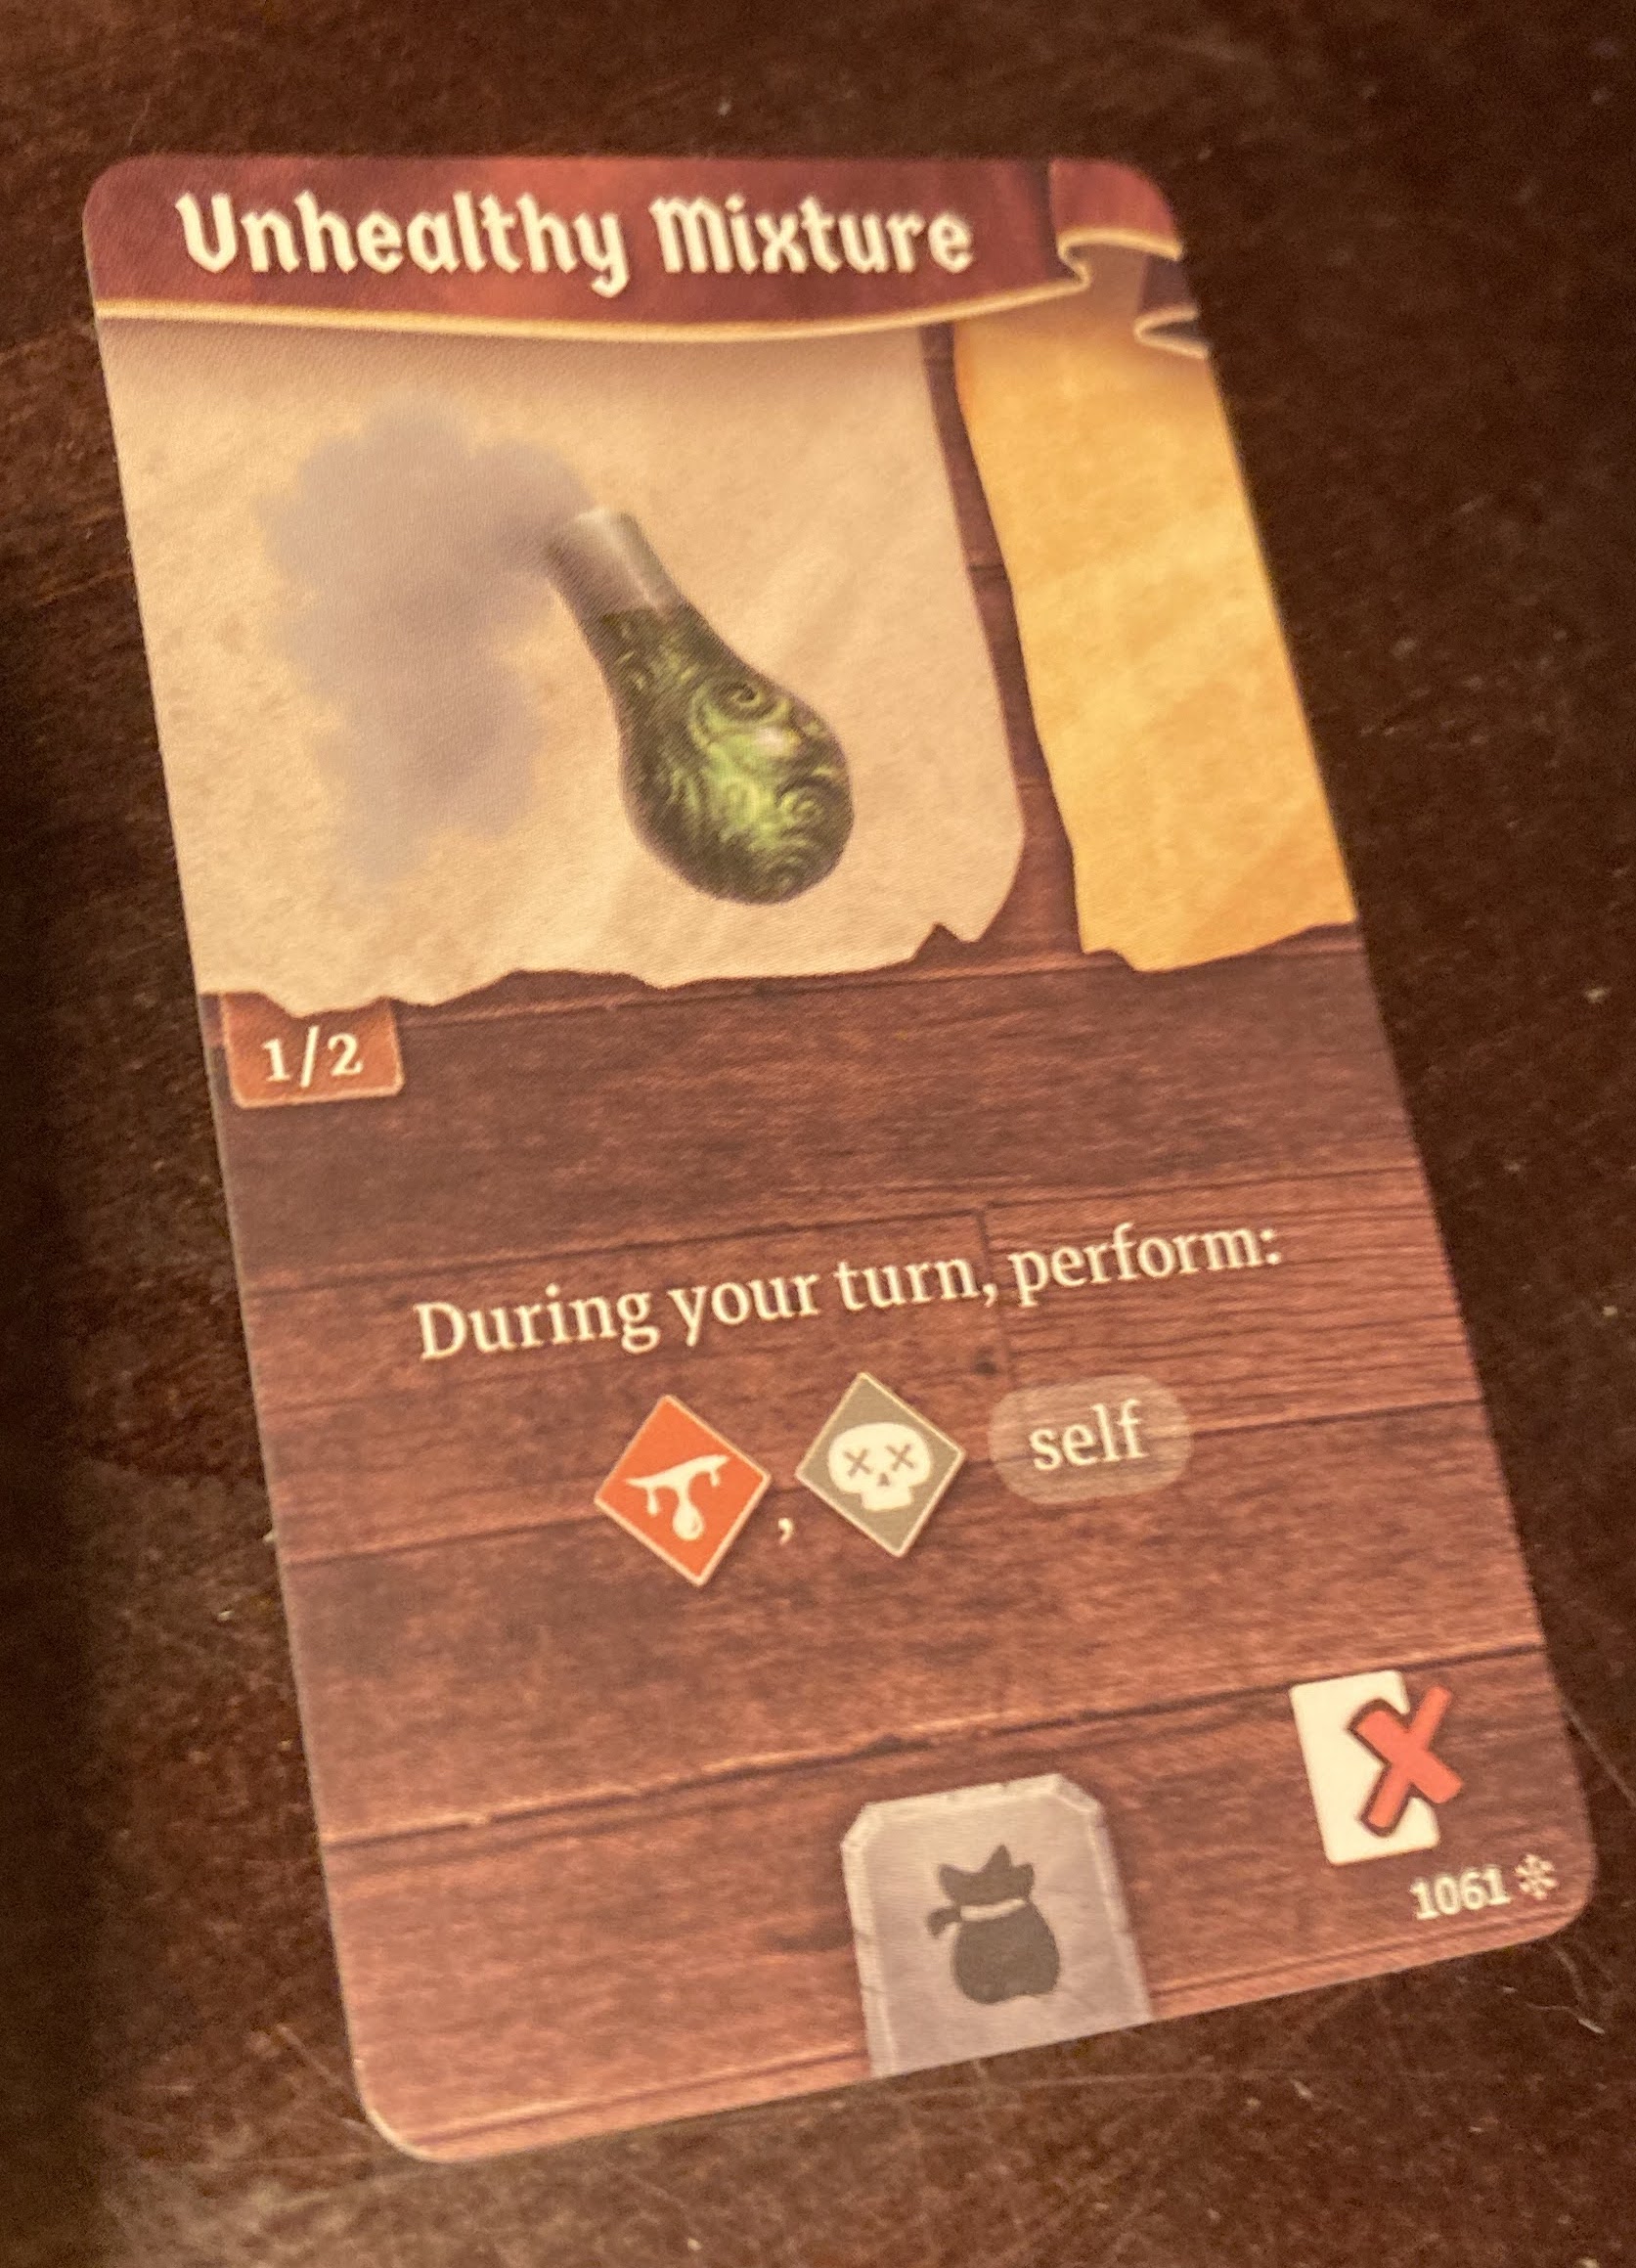 Unhealthy Mixture
1/2
During your turn, perform:
, self
1061